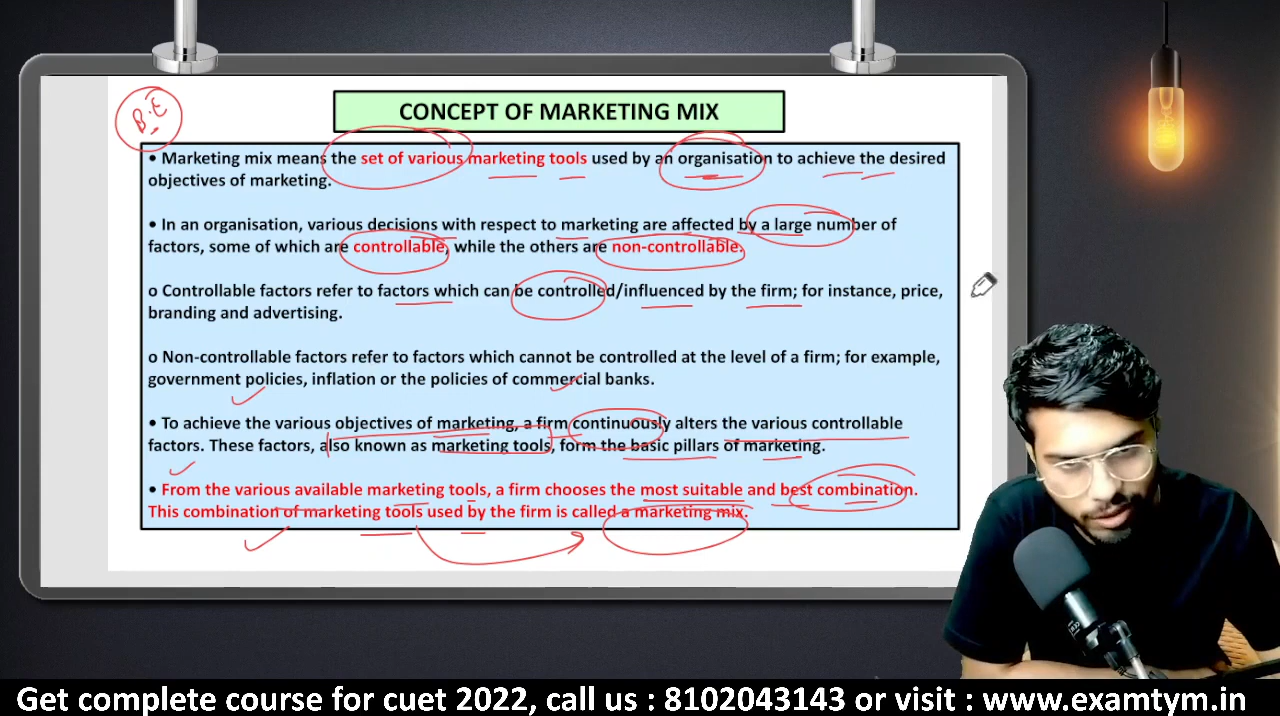 B.E
CONCEPT OF MARKETING MIX
• Marketing mix means the set of various marketing tools used by an organisation to achieve the desired
objectives of marketing.
• In an organisation, various decisions with respect to marketing are affected by a large number of
factors, some of which are controllable, while the others are non-controllable.
o Controllable factors refer to factors which can be controlled/influenced by the firm; for instance, price,
branding and advertising.
o Non-controllable factors refer to factors which cannot be controlled at the level of a firm; for example,
government policies, inflation or the policies of commercial banks.
• To achieve the various objectives of marketing, a firm continuously alters the various controllable
factors. These factors, also known as marketing tools, form the basic pillars of marketing.
• From the various available marketing tools, a firm chooses the most suitable and best combination.
This combination of marketing tools used by the firm is called a marketing mix.
Get complete course for cuet 2022, call us : 8102043143 or visit : www.examtym.in